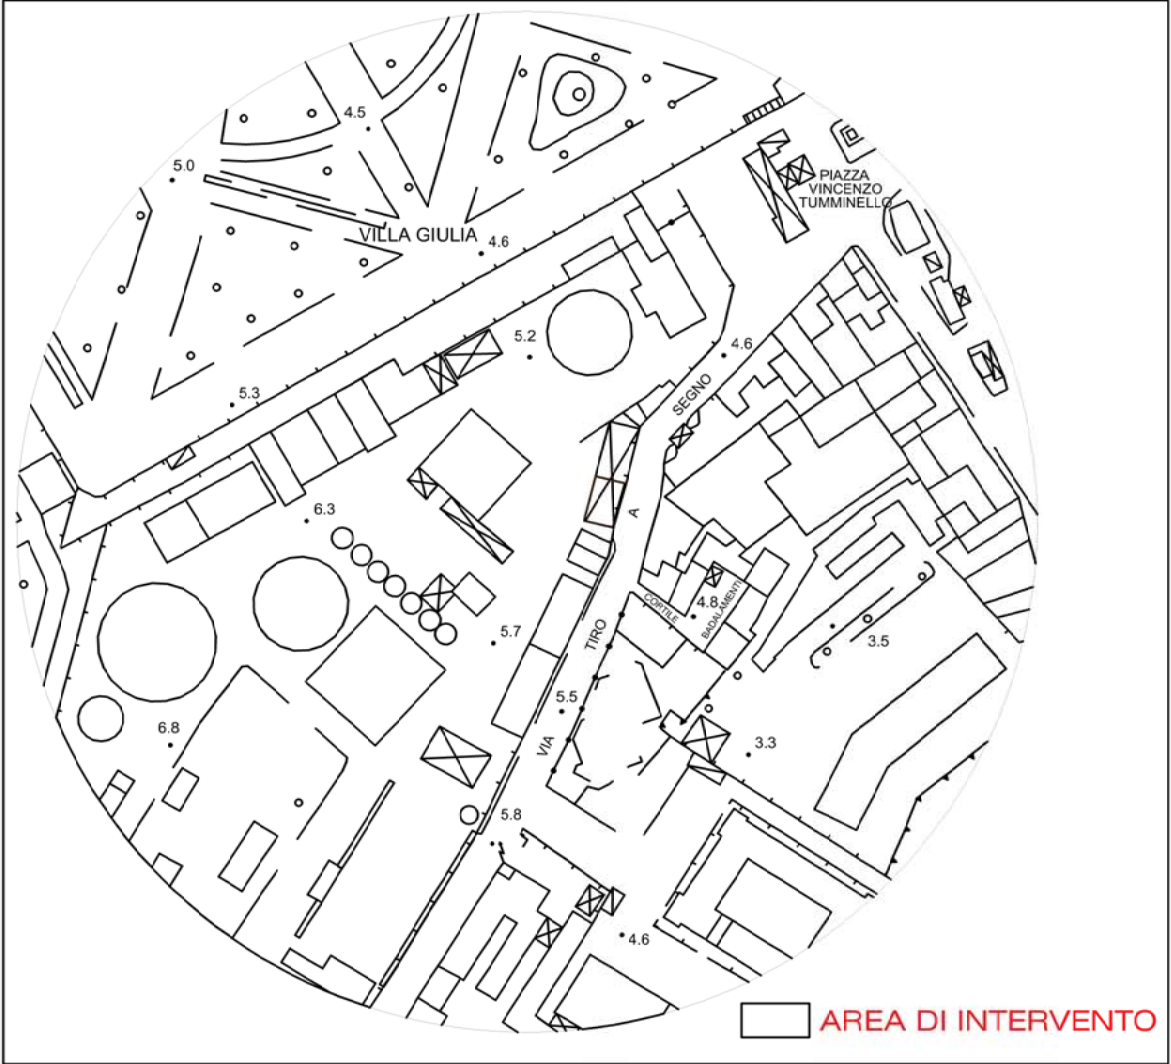 4.5
5.0
PIAZZA
VINCENZO
TUMMINELLO
VILLA GIULIA
4.6
5.2
4.6
5.3
SEGNO
6.3
A
4.8
CORTILE
BADALAMENTI
TIRO
5.7
3.5
5.5
6.8
VIA
3.3
5.8
4.6
AREA DI INTERVENTO